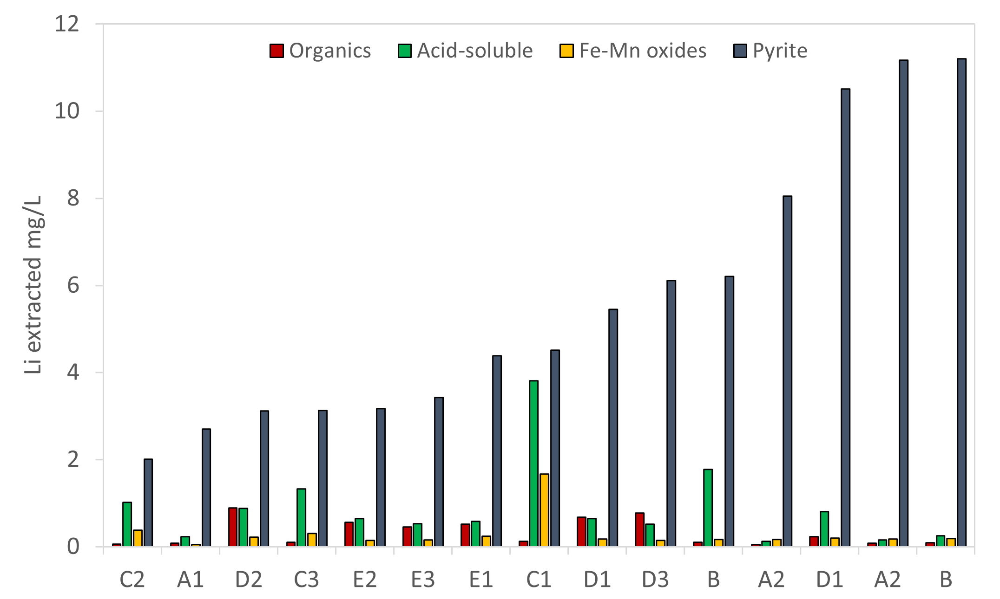 12
Organics Acid-soluble Fe-Mn oxides Pyrite
10
8
6
4
2
0
Li extracted mg/L
C2 A1 D2 C3 E2 E3 E1 C1 D1 D3 B A2 D1 A2 B